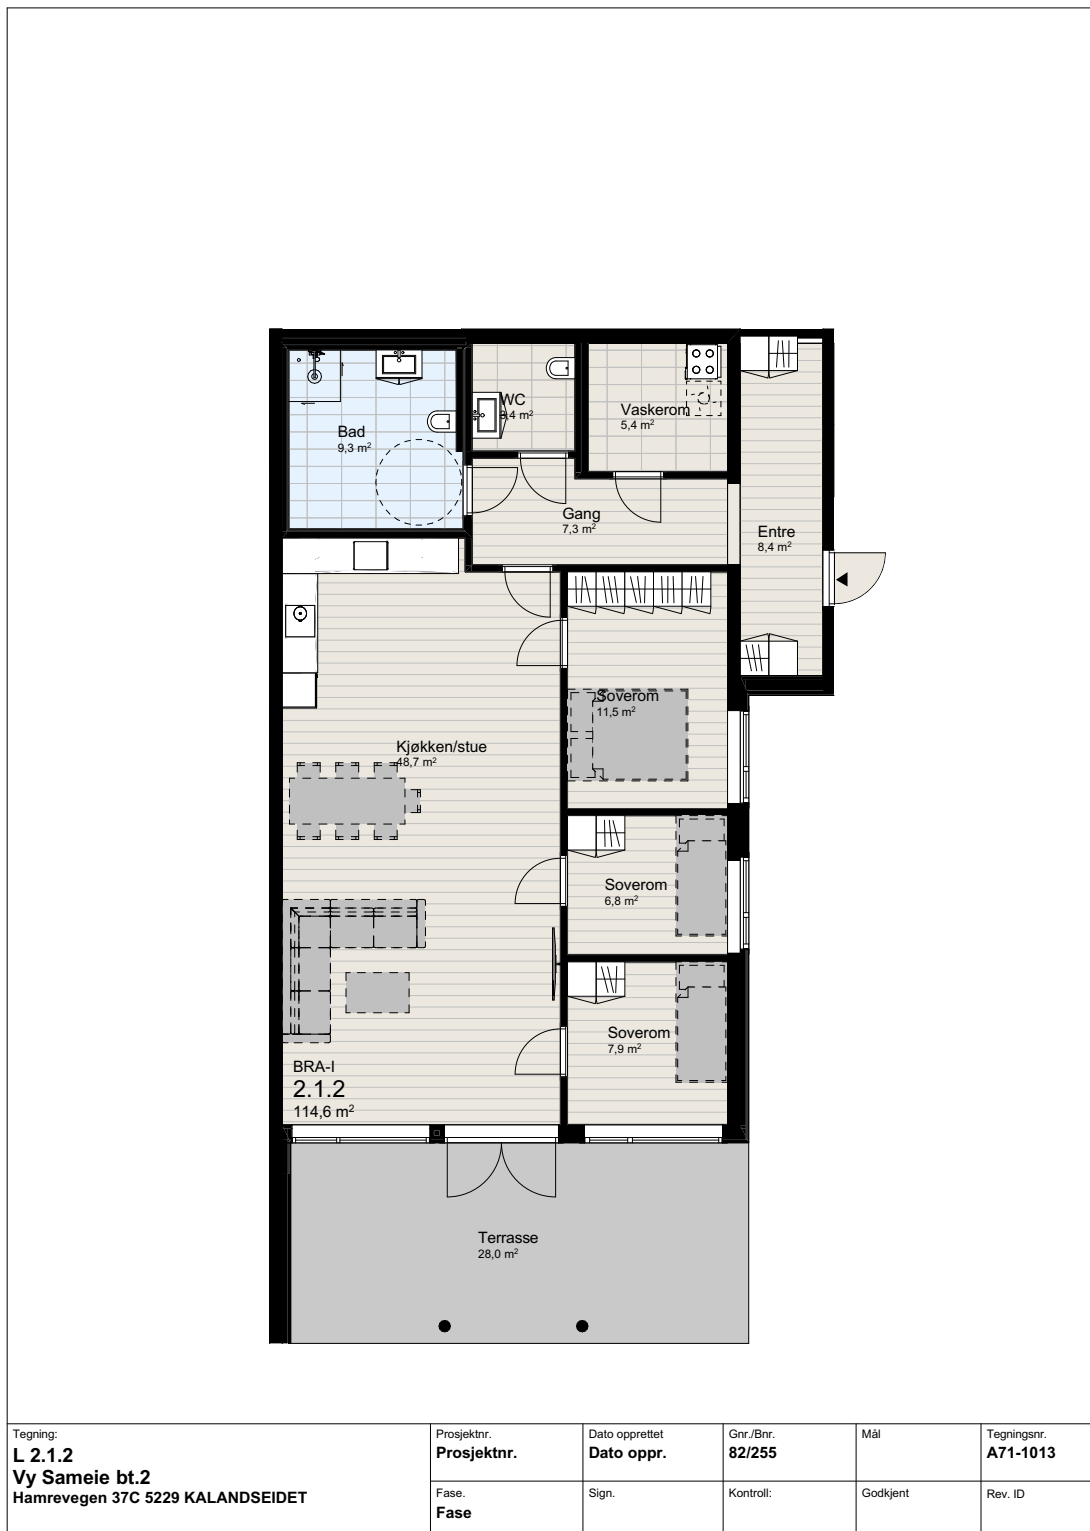 WC
3,4 m²
Vaskerom
5,4 m²
Bad
9,3 m²
Gang
7,3 m²
Entre
8,4 m²
Soverom
11,5 m²
Kjøkken/stue
48,7 m²
Soverom
6,8 m²
Soverom
7,9 m²
BRA-I
2.1.2
114,6 m²
Terrasse
28,0 m²
Tegning:
L 2.1.2
Vy Sameie bt.2
Hamrevegen 37C 5229 KALANDSEIDET
Prosjektnr.
Prosjektnr.
Dato opprettet
Dato oppr.
Gnr./Bnr.
82/255
Mål
Tegningsnr.
A71-1013
Fase.
Fase
Sign.
Kontroll:
Godkjent
Rev. ID